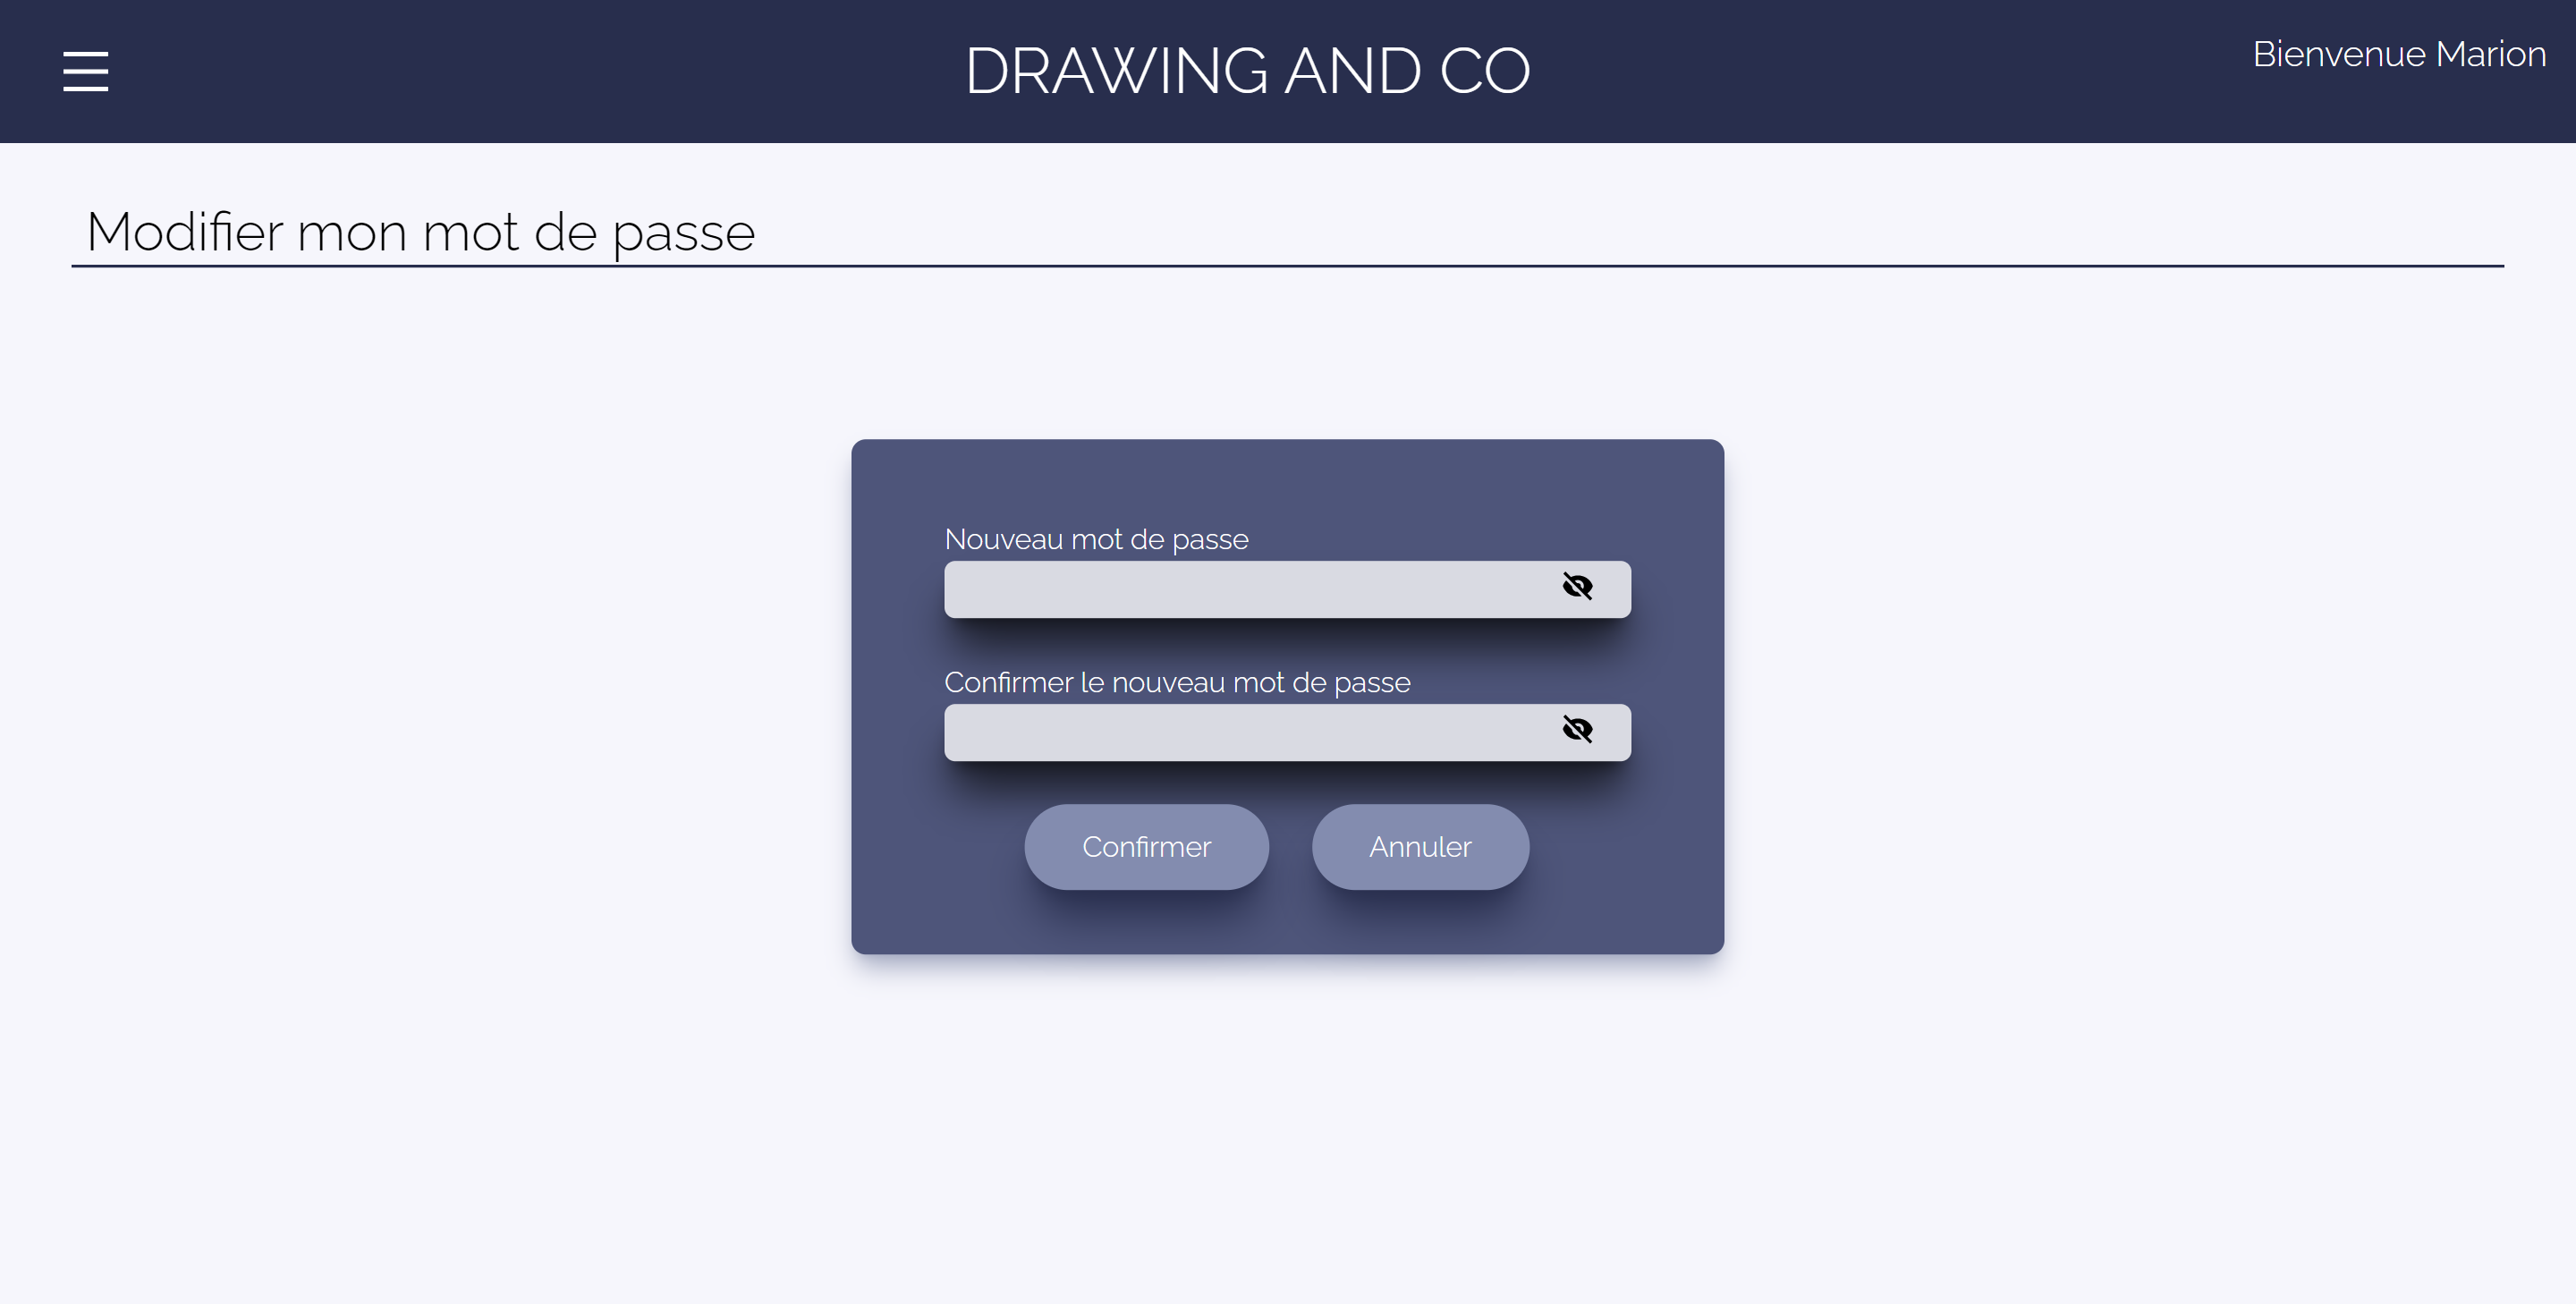 DRAWING AND CO
Bienvenue Marion
Modifier mon mot de passe
Nouveau mot de passe
Confirmer le nouveau mot de passe
Confirmer
Annuler